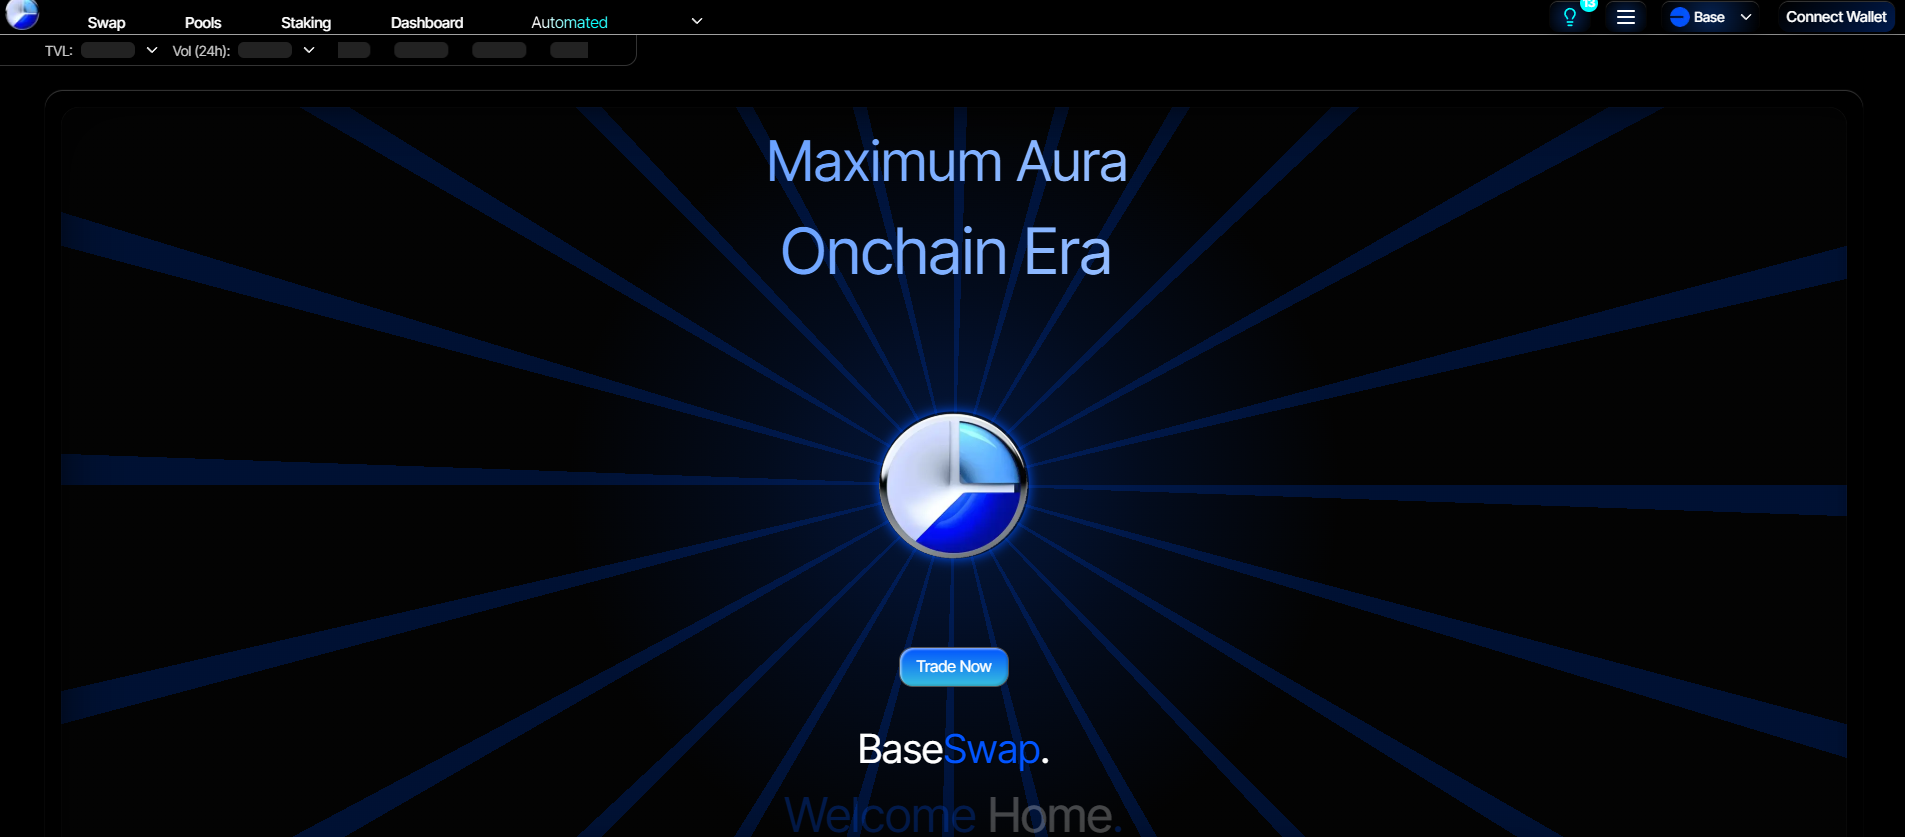 Swap Pools Staking Dashboard Automated 13 Base Connect Wallet
TVL: Vol (24h):
Maximum Aura
Onchain Era
Trade Now
BaseSwap.
Welcome Home.